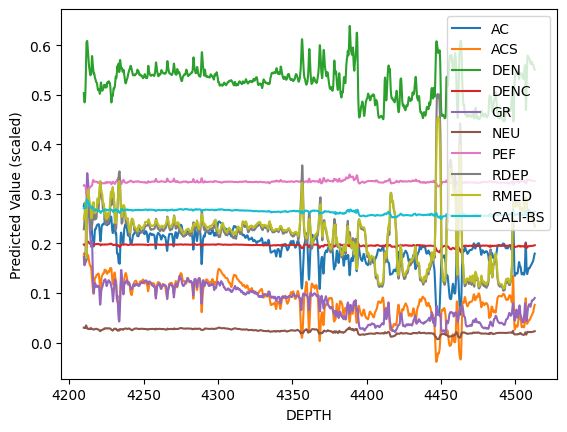 Predicted Value (scaled)
0.6
0.5
0.4
0.3
0.2
0.1
0.0
AC
ACS
DEN
DENC
GR
NEU
PEF
RDEP
RMED
CALI-BS
4200
4250
4300
4350
4400
4450
4500
DEPTH